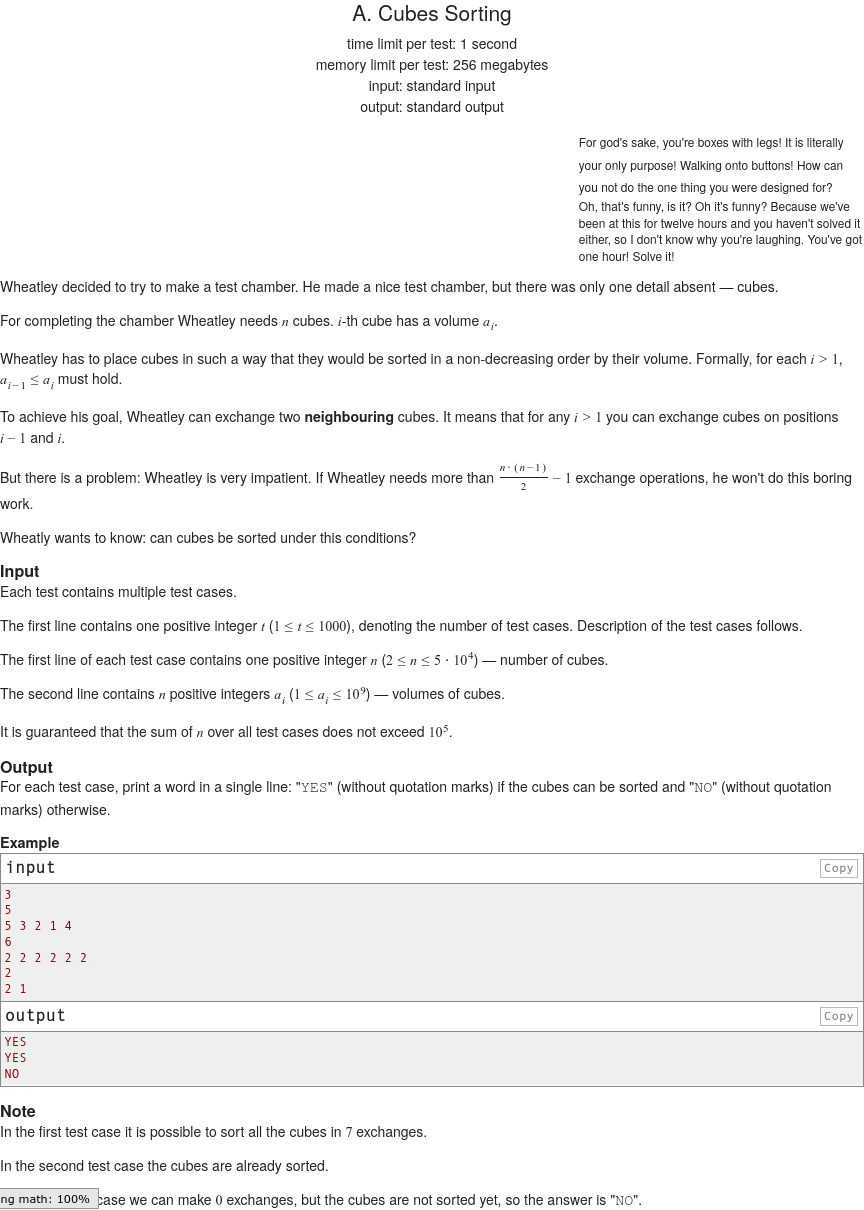 A. Cubes Sorting
time limit per test: 1 second
memory limit per test: 256 megabytes
input: standard input
output: standard output
For god's sake, you're boxes with legs! It is literally
your only purpose! Walking onto buttons! How can
you not do the one thing you were designed for?
Oh, that's funny, is it? Oh it's funny? Because we've
been at this for twelve hours and you haven't solved it
either, so I don't know why you're laughing. You've got
one hour! Solve it!
Wheatley decided to try to make a test chamber. He made a nice test chamber, but there was only one detail absent — cubes.
For completing the chamber Wheatley needs n cubes. i-th cube has a volume a_i.
Wheatley has to place cubes in such a way that they would be sorted in a non-decreasing order by their volume. Formally, for each i > 1,
a_{i−1} ≤ a_i must hold.
To achieve his goal, Wheatley can exchange two neighbouring cubes. It means that for any i > 1 you can exchange cubes on positions
i − 1 and i.
But there is a problem: Wheatley is very impatient. If Wheatley needs more than \frac{n·(n−1)}{2} − 1 exchange operations, he won't do this boring
work.
Wheatly wants to know: can cubes be sorted under this conditions?
Input
Each test contains multiple test cases.
The first line contains one positive integer t (1 ≤ t ≤ 1000), denoting the number of test cases. Description of the test cases follows.
The first line of each test case contains one positive integer n (2 ≤ n ≤ 5 · 10^4) — number of cubes.
The second line contains n positive integers a_i (1 ≤ a_i ≤ 10^9) — volumes of cubes.
It is guaranteed that the sum of n over all test cases does not exceed 10^5.
Output
For each test case, print a word in a single line: "YES" (without quotation marks) if the cubes can be sorted and "NO" (without quotation
marks) otherwise.
Example
input Copy
3
5
5 3 2 1 4
6
2 2 2 2 2 2
2
2 1
output Copy
YES
YES
NO
Note
In the first test case it is possible to sort all the cubes in 7 exchanges.
In the second test case the cubes are already sorted.
ng math: 100% case we can make 0 exchanges, but the cubes are not sorted yet, so the answer is "NO".